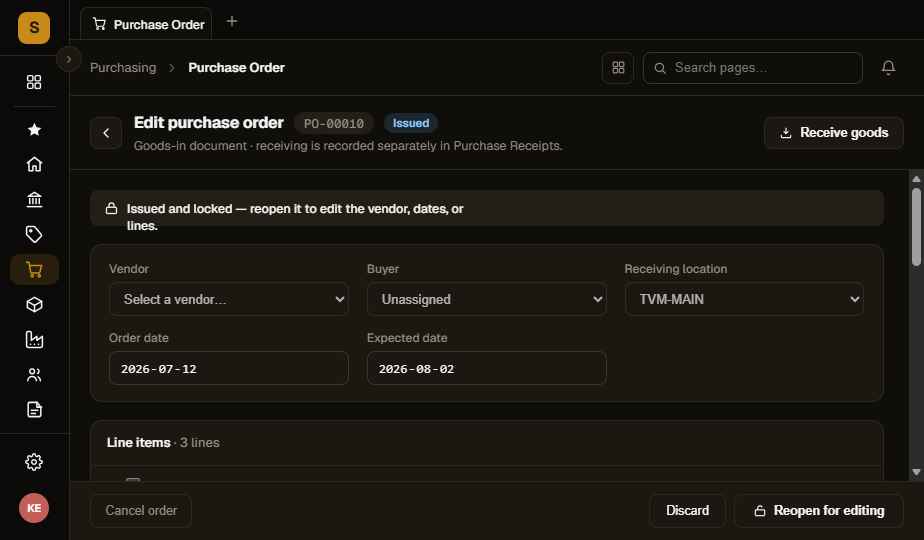 S
Purchase Order
Purchasing
Purchase Order
Search pages...
Edit purchase order
PO-00010
Issued
Goods-in document · receiving is recorded separately in Purchase Receipts.
Receive goods
Issued and locked — reopen it to edit the vendor, dates, or
lines.
Vendor
Buyer
Receiving location
Select a vendor...
Unassigned
TVM-MAIN
Order date
Expected date
2026-07-12
2026-08-02
Line items · 3 lines
KE
Cancel order
Discard
Reopen for editing